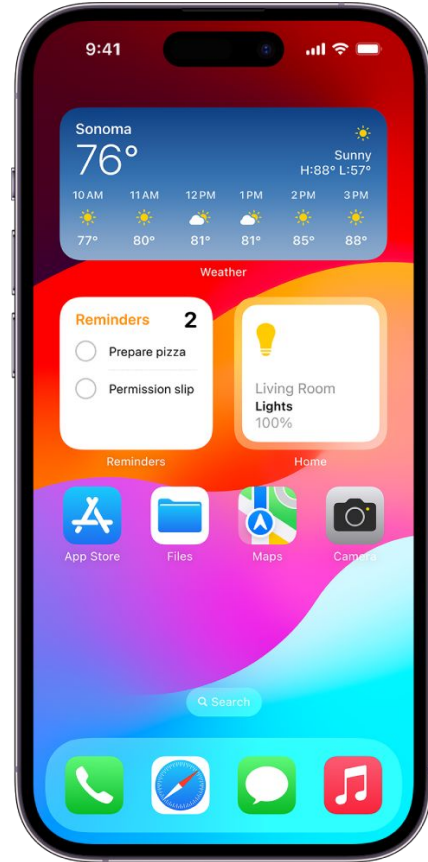 9:41
Sonoma
76°
Sunny
H:88° L:57°
10 AM 11 AM 12 PM 1 PM 2 PM 3 PM
77° 80° 81° 81° 85° 88°
Weather
Reminders 2
Prepare pizza
Permission slip
Living Room
Lights
100%
Reminders Home
App Store Files Maps Camera
Search